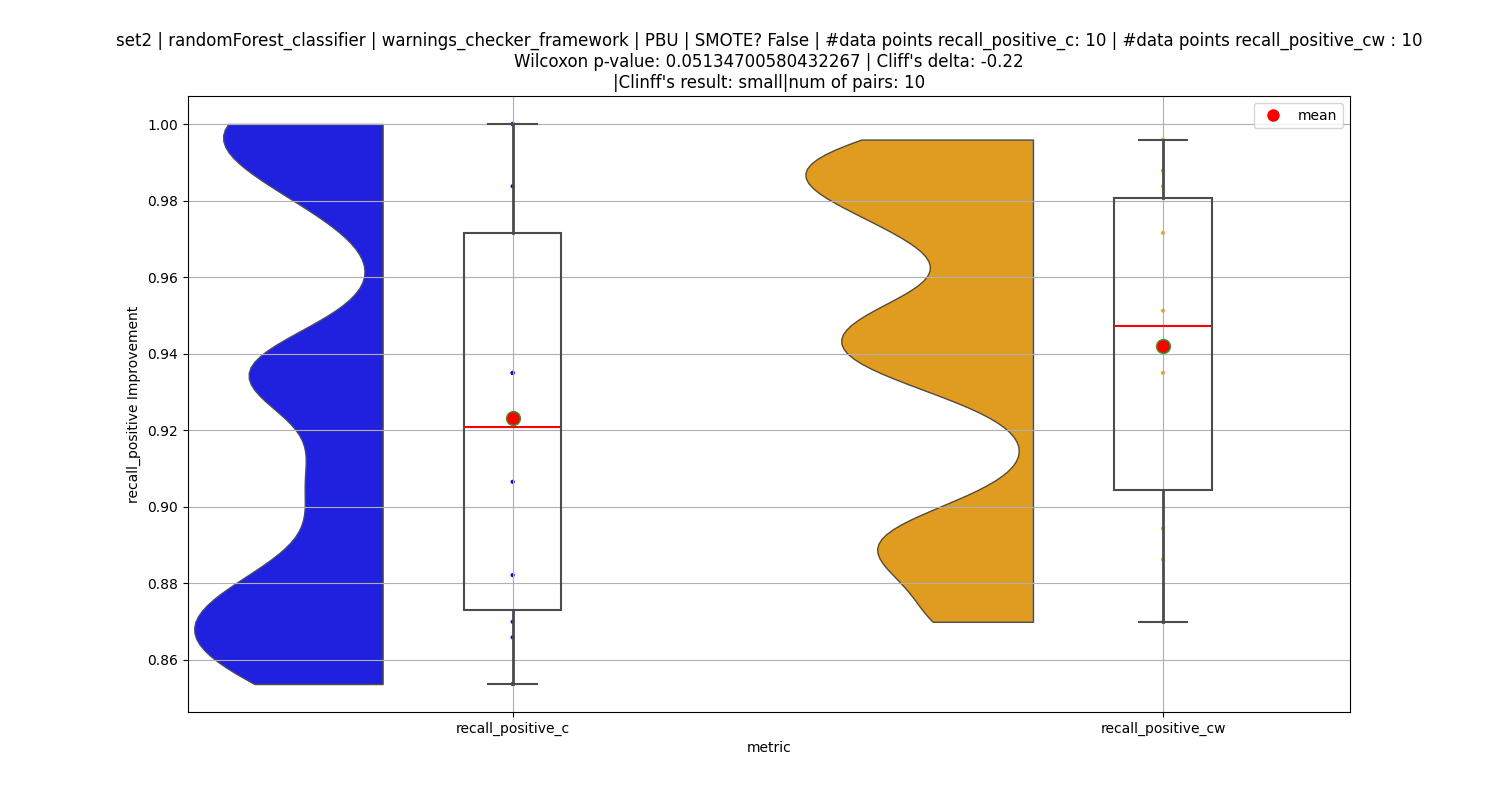 set2 | randomForest_classifier | warnings_checker_framework | PBU | SMOTE? False | #data points recall_positive_c: 10 | #data points recall_positive_cw : 10
Wilcoxon p-value: 0.05134700580432267 | Cliff's delta: -0.22
|Clinff's result: small|num of pairs: 10
mean
1.00
0.98
0.96
0.94
0.92
0.90
0.88
0.86
recall_positive Improvement
recall_positive_c
recall_positive_cw
metric